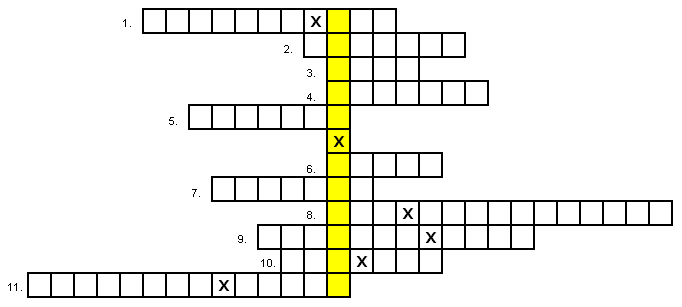 1. X
2.
3.
4.
5.
X
6.
7.
8. X
9. X
10. X
11. X